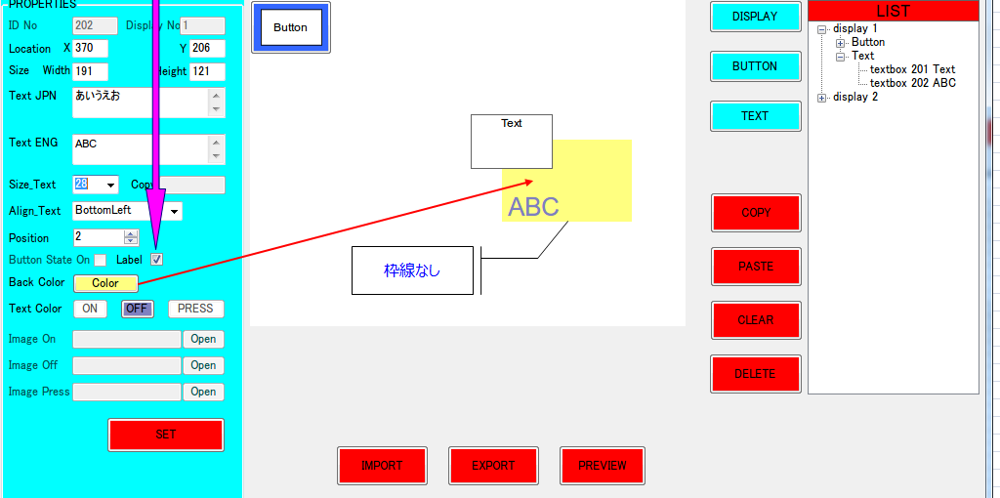 PROPERTIES
ID No 202 Display No 1
Location X 370 Y 206
Size Width 191 Height 121
Text JPN あいうえお
Text ENG ABC
Size_Text 28 Copy
Align_Text BottomLeft
Position 2
Button State On Label
Back Color Color
Text Color ON OFF PRESS
Image On Open
Image Off Open
Image Press Open
SET
Button
Text
ABC
枠線なし
IMPORT EXPORT PREVIEW
DISPLAY
BUTTON
TEXT
COPY
PASTE
CLEAR
DELETE
LIST
display 1
Button
Text
textbox 201 Text
textbox 202 ABC
display 2